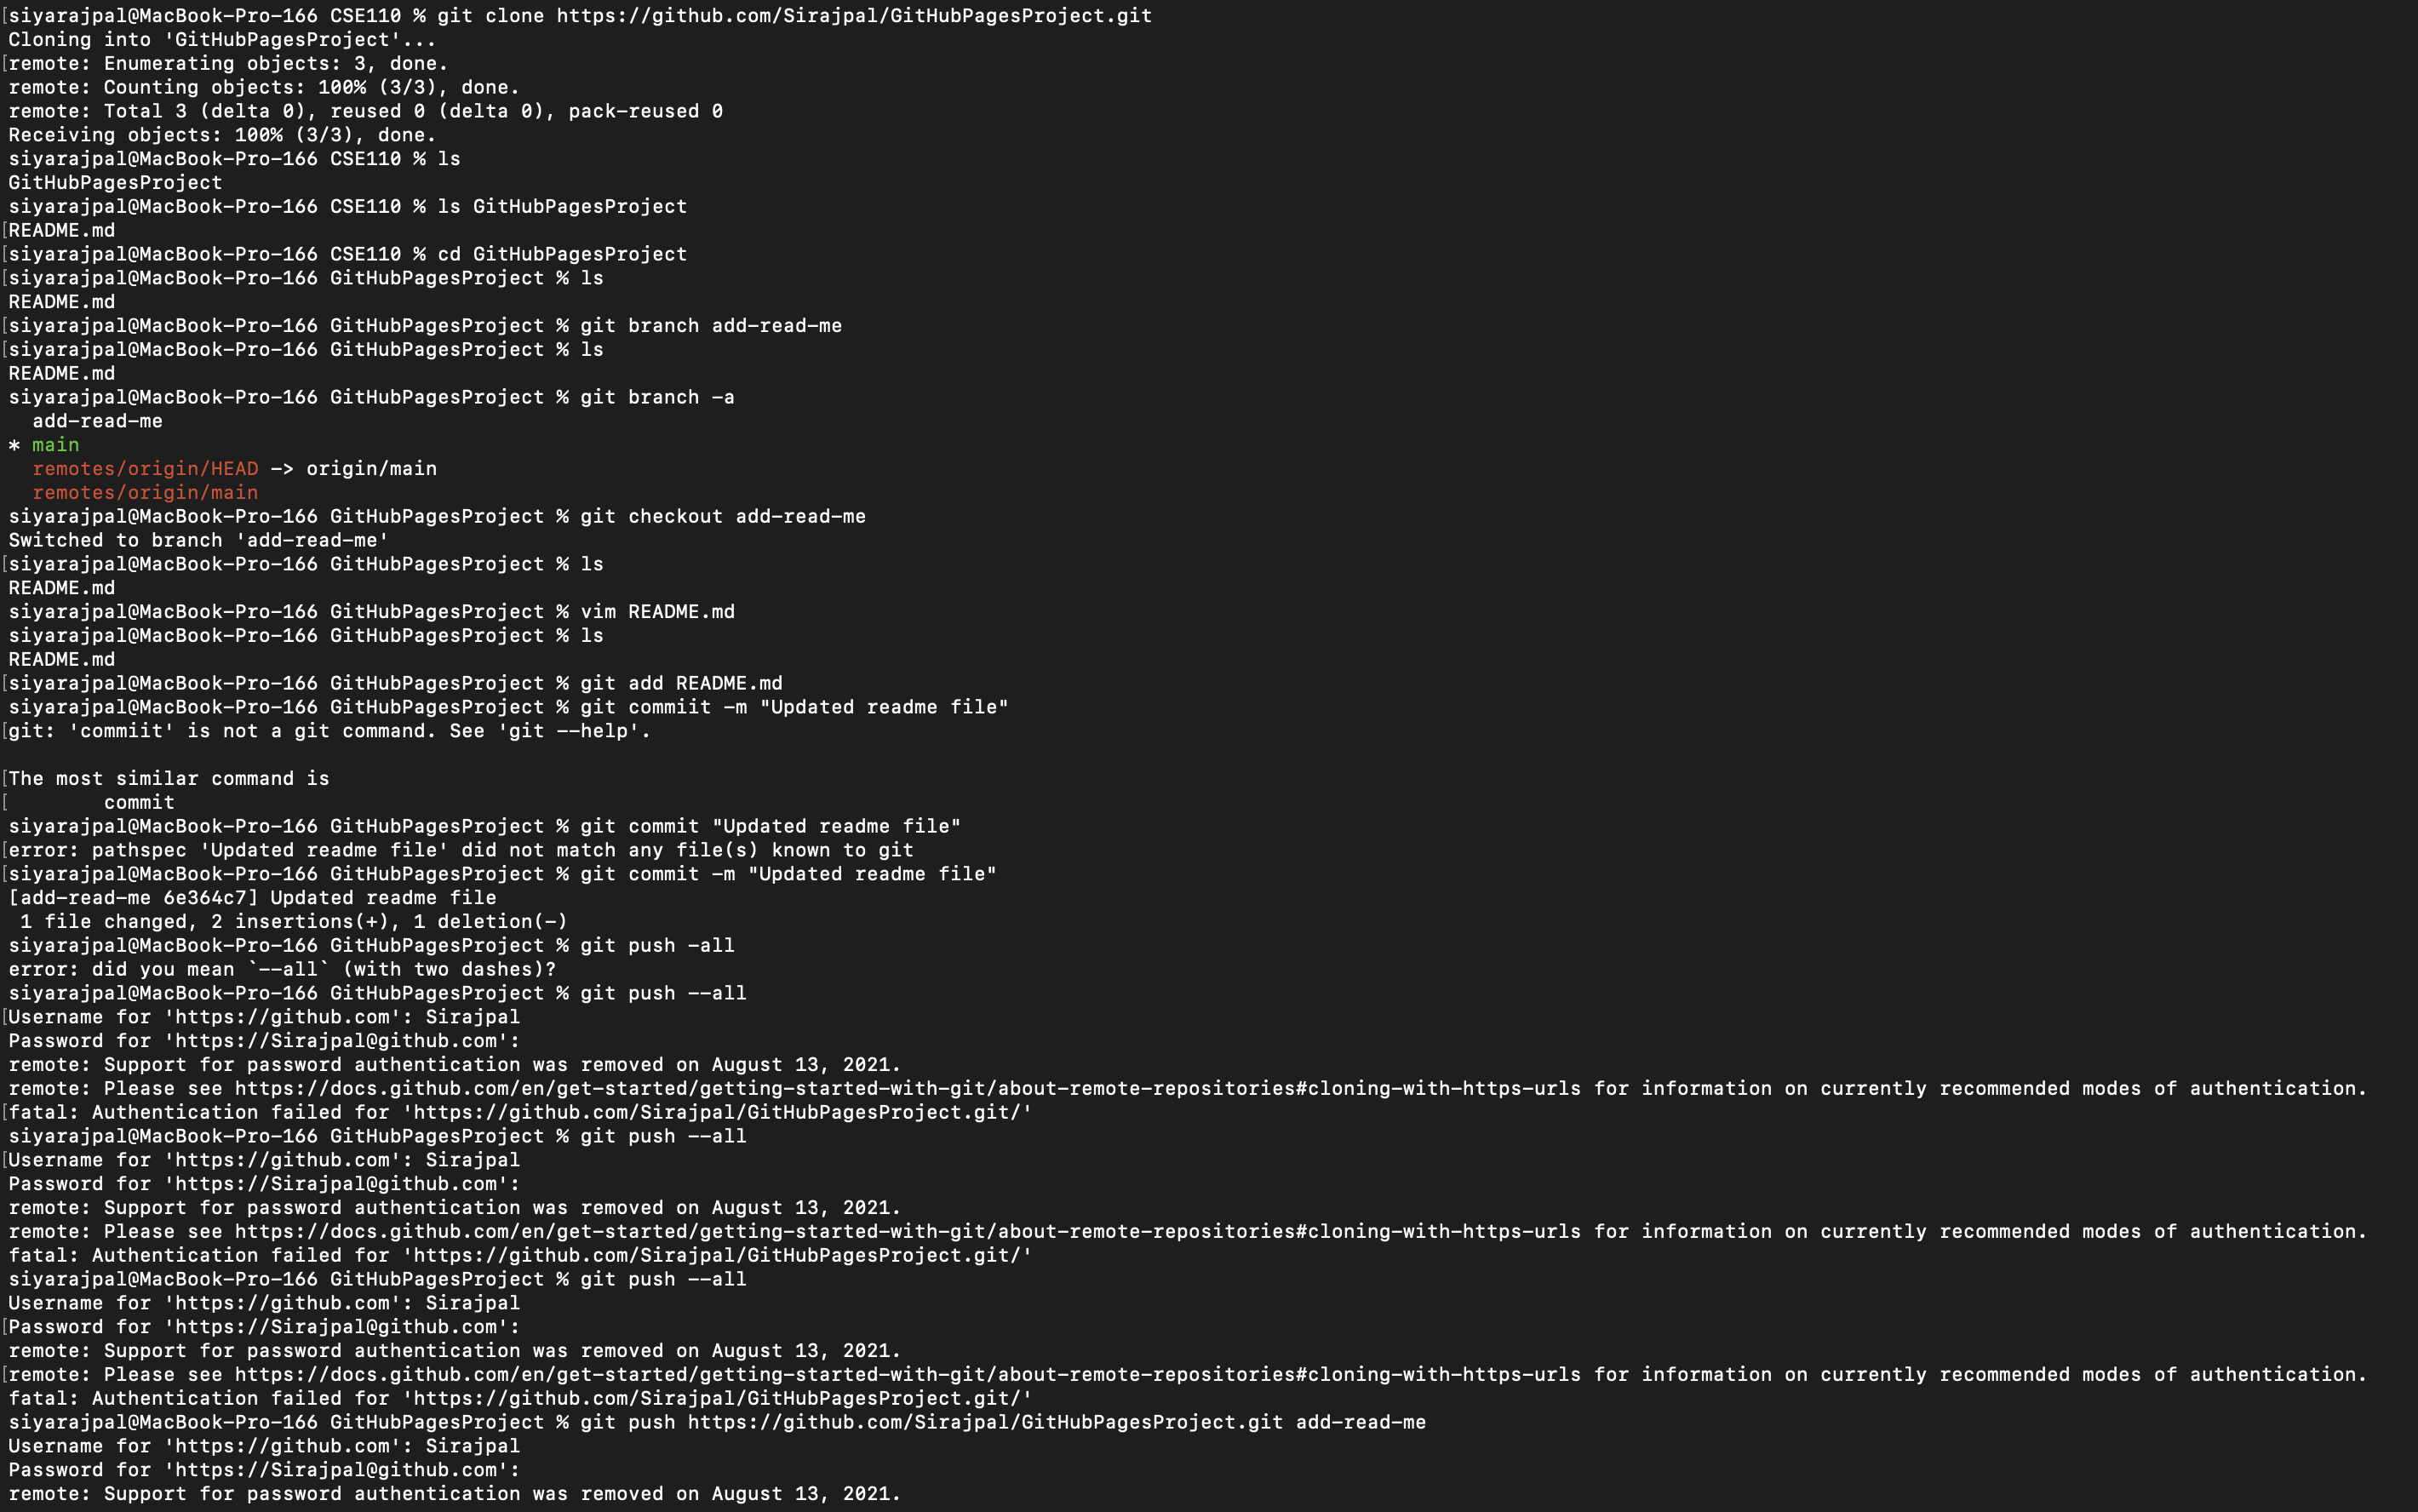 [siyarajpal@MacBook-Pro-166 CSE110 % git clone https://github.com/Sirajpal/GitHubPagesProject.git
Cloning into 'GitHubPagesProject'...
[remote: Enumerating objects: 3, done.
remote: Counting objects: 100% (3/3), done.
remote: Total 3 (delta 0), reused 0 (delta 0), pack-reused 0
Receiving objects: 100% (3/3), done.
siyarajpal@MacBook-Pro-166 CSE110 % ls
GitHubPagesProject
siyarajpal@MacBook-Pro-166 CSE110 % ls GitHubPagesProject
[README.md
[siyarajpal@MacBook-Pro-166 CSE110 % cd GitHubPagesProject
[siyarajpal@MacBook-Pro-166 GitHubPagesProject % ls
README.md
[siyarajpal@MacBook-Pro-166 GitHubPagesProject % git branch add-read-me
[siyarajpal@MacBook-Pro-166 GitHubPagesProject % ls
README.md
siyarajpal@MacBook-Pro-166 GitHubPagesProject % git branch -a
  add-read-me
* main
  remotes/origin/HEAD -> origin/main
  remotes/origin/main
siyarajpal@MacBook-Pro-166 GitHubPagesProject % git checkout add-read-me
Switched to branch 'add-read-me'
[siyarajpal@MacBook-Pro-166 GitHubPagesProject % ls
README.md
siyarajpal@MacBook-Pro-166 GitHubPagesProject % vim README.md
siyarajpal@MacBook-Pro-166 GitHubPagesProject % ls
README.md
[siyarajpal@MacBook-Pro-166 GitHubPagesProject % git add README.md
siyarajpal@MacBook-Pro-166 GitHubPagesProject % git commiit -m "Updated readme file"
[git: 'commiit' is not a git command. See 'git --help'.

[The most similar command is
[        commit
siyarajpal@MacBook-Pro-166 GitHubPagesProject % git commit "Updated readme file"
[error: pathspec 'Updated readme file' did not match any file(s) known to git
[siyarajpal@MacBook-Pro-166 GitHubPagesProject % git commit -m "Updated readme file"
[add-read-me 6e364c7] Updated readme file
 1 file changed, 2 insertions(+), 1 deletion(-)
siyarajpal@MacBook-Pro-166 GitHubPagesProject % git push -all
error: did you mean `--all` (with two dashes)?
siyarajpal@MacBook-Pro-166 GitHubPagesProject % git push --all
[Username for 'https://github.com': Sirajpal
Password for 'https://Sirajpal@github.com':
remote: Support for password authentication was removed on August 13, 2021.
remote: Please see https://docs.github.com/en/get-started/getting-started-with-git/about-remote-repositories#cloning-with-https-urls for information on currently recommended modes of authentication.
[fatal: Authentication failed for 'https://github.com/Sirajpal/GitHubPagesProject.git/'
siyarajpal@MacBook-Pro-166 GitHubPagesProject % git push --all
[Username for 'https://github.com': Sirajpal
Password for 'https://Sirajpal@github.com':
remote: Support for password authentication was removed on August 13, 2021.
remote: Please see https://docs.github.com/en/get-started/getting-started-with-git/about-remote-repositories#cloning-with-https-urls for information on currently recommended modes of authentication.
fatal: Authentication failed for 'https://github.com/Sirajpal/GitHubPagesProject.git/'
siyarajpal@MacBook-Pro-166 GitHubPagesProject % git push --all
Username for 'https://github.com': Sirajpal
[Password for 'https://Sirajpal@github.com':
remote: Support for password authentication was removed on August 13, 2021.
[remote: Please see https://docs.github.com/en/get-started/getting-started-with-git/about-remote-repositories#cloning-with-https-urls for information on currently recommended modes of authentication.
fatal: Authentication failed for 'https://github.com/Sirajpal/GitHubPagesProject.git/'
siyarajpal@MacBook-Pro-166 GitHubPagesProject % git push https://github.com/Sirajpal/GitHubPagesProject.git add-read-me
Username for 'https://github.com': Sirajpal
Password for 'https://Sirajpal@github.com':
remote: Support for password authentication was removed on August 13, 2021.